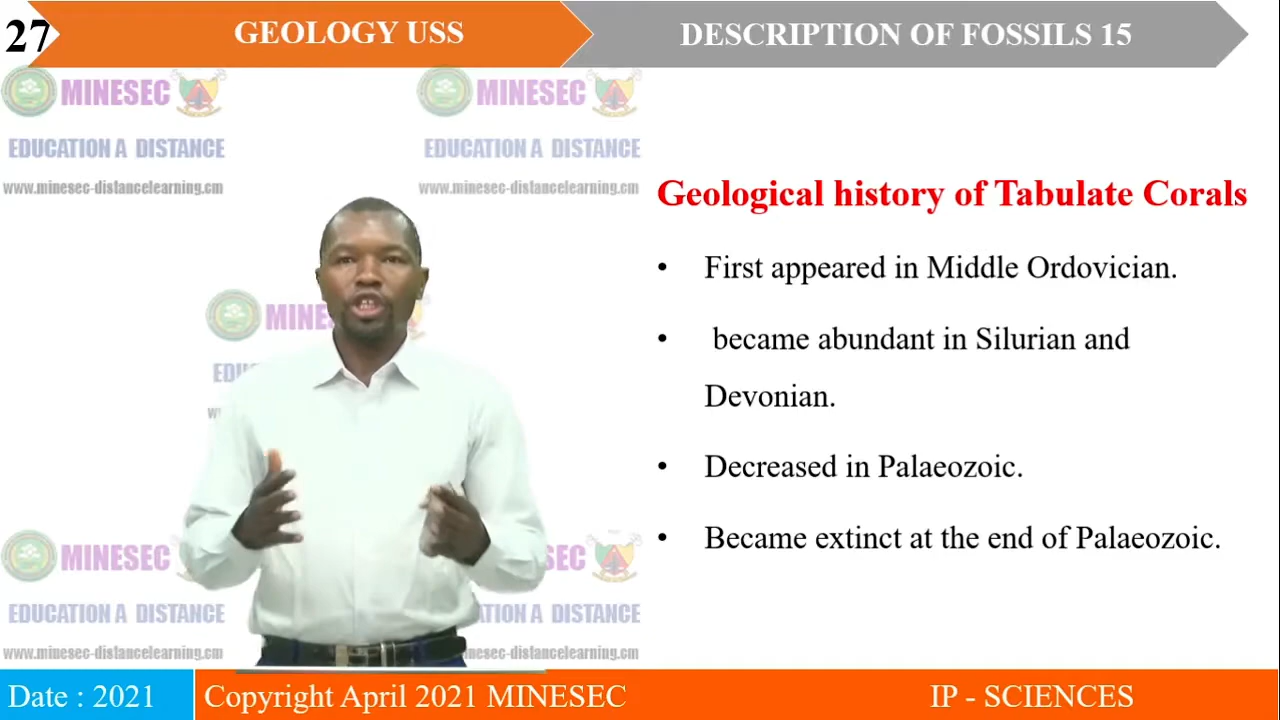 27
GEOLOGY USS
DESCRIPTION OF FOSSILS 15
MINESEC
EDUCATION A DISTANCE
www.minesec-distancelearning.cm
MINESEC
EDUCATION A DISTANCE
www.minesec-distancelearning.cm
Geological history of Tabulate Corals
• First appeared in Middle Ordovician.
• became abundant in Silurian and
Devonian.
• Decreased in Palaeozoic.
• Became extinct at the end of Palaeozoic.
MINESEC
EDUCATION A DISTANCE
www.minesec-distancelearning.cm
Date : 2021
Copyright April 2021 MINESEC
IP - SCIENCES